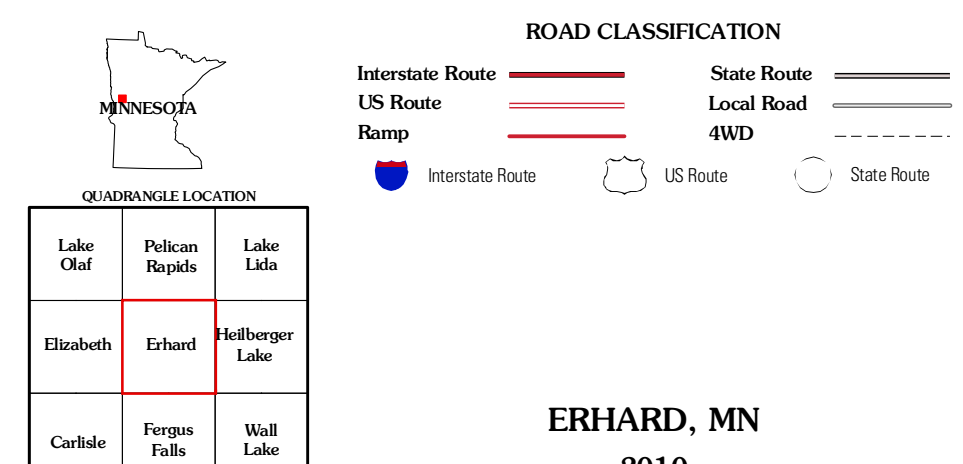 ROAD CLASSIFICATION
Interstate Route
State Route
US Route
Local Road
Ramp
4WD
Interstate Route
US Route
State Route
MINNESOTA
QUADRANGLE LOCATION
Lake
Olaf
Pelican
Rapids
Lake
Lida
Elizabeth
Erhard
Heilberger
Lake
Carlisle
Fergus
Falls
Wall
Lake
ERHARD, MN